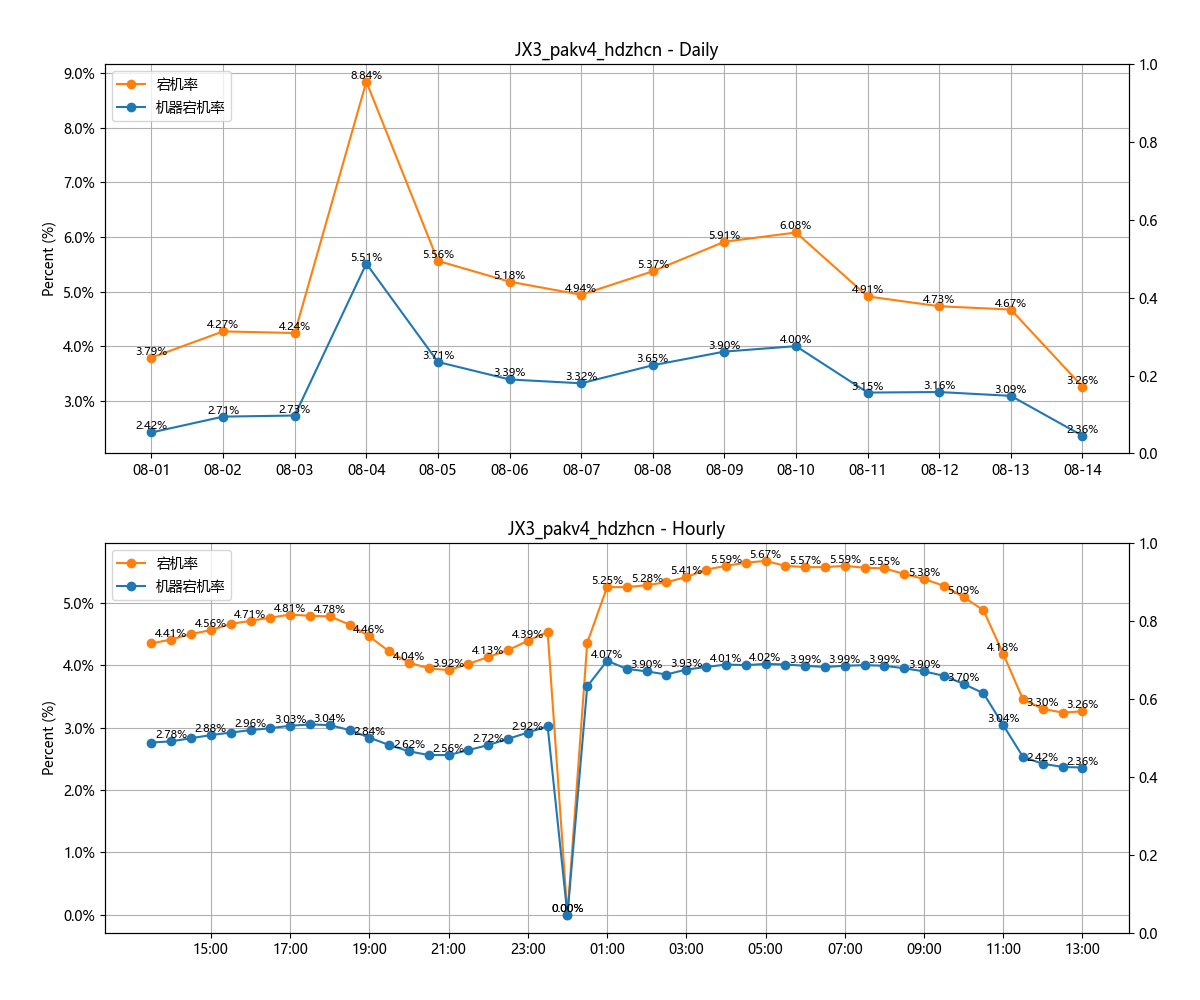 JX3_pakv4_hdzhcn - Daily
宕机率
机器宕机率
Percent (%)
9.0%
8.0%
7.0%
6.0%
5.0%
4.0%
3.0%
1.0
0.8
0.6
0.4
0.2
0.0
3.79% 4.27% 4.24% 8.84% 5.56% 5.18% 4.94% 5.37% 5.91% 6.08% 4.91% 4.73% 4.67% 3.26%
2.42% 2.71% 2.73% 5.51% 3.71% 3.39% 3.32% 3.65% 3.90% 4.00% 3.15% 3.16% 3.09% 2.36%
08-01 08-02 08-03 08-04 08-05 08-06 08-07 08-08 08-09 08-10 08-11 08-12 08-13 08-14
JX3_pakv4_hdzhcn - Hourly
宕机率
机器宕机率
Percent (%)
5.0%
4.0%
3.0%
2.0%
1.0%
0.0%
1.0
0.8
0.6
0.4
0.2
0.0
4.41% 4.56% 4.71% 4.81% 4.78% 4.46% 4.04% 3.92% 4.13% 4.39% 0.00% 5.25% 5.28% 5.41% 5.59% 5.67% 5.57% 5.59% 5.55% 5.38% 5.09% 4.18% 3.30% 3.26%
2.78% 2.88% 2.96% 3.03% 3.04% 2.84% 2.62% 2.56% 2.72% 2.92% 0.00% 4.07% 3.90% 3.93% 4.01% 4.02% 3.99% 3.99% 3.99% 3.90% 3.70% 3.04% 2.42% 2.36%
15:00 17:00 19:00 21:00 23:00 01:00 03:00 05:00 07:00 09:00 11:00 13:00